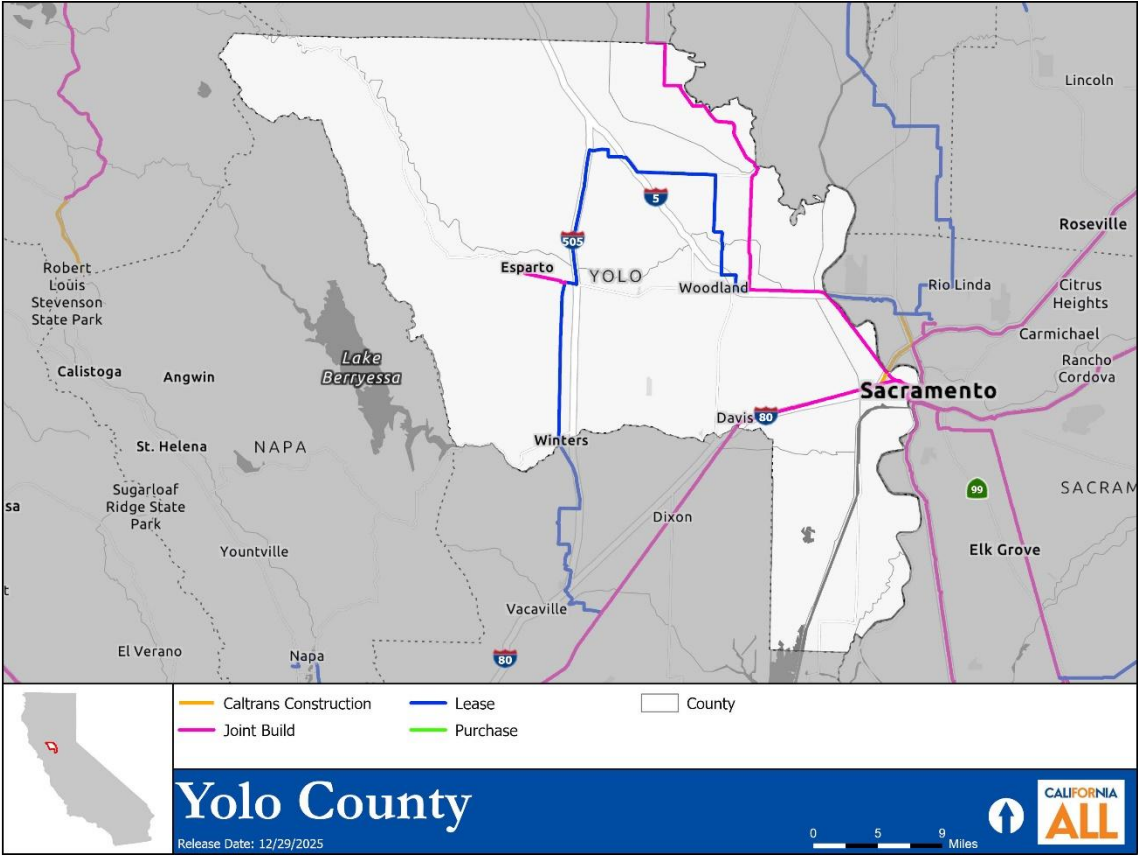 Lincoln
Roseville
5
505
Robert
Louis
Stevenson
State Park
Esparto
YOLO
Woodland
Rio Linda
Citrus
Heights
Carmichael
Lake
Berryessa
Rancho
Cordova
Calistoga
Angwin
Sacramento
Davis
80
St. Helena
NAPA
Winters
Sugarloaf
Ridge State
Park
99
SACRAM
sa
Dixon
Yountville
Elk Grove
t
Vacaville
El Verano
Napa
80
Caltrans Construction
Lease
County
Joint Build
Purchase
Yolo County
Release Date: 12/29/2025
0 5 9
Miles
CALIFORNIA
ALL